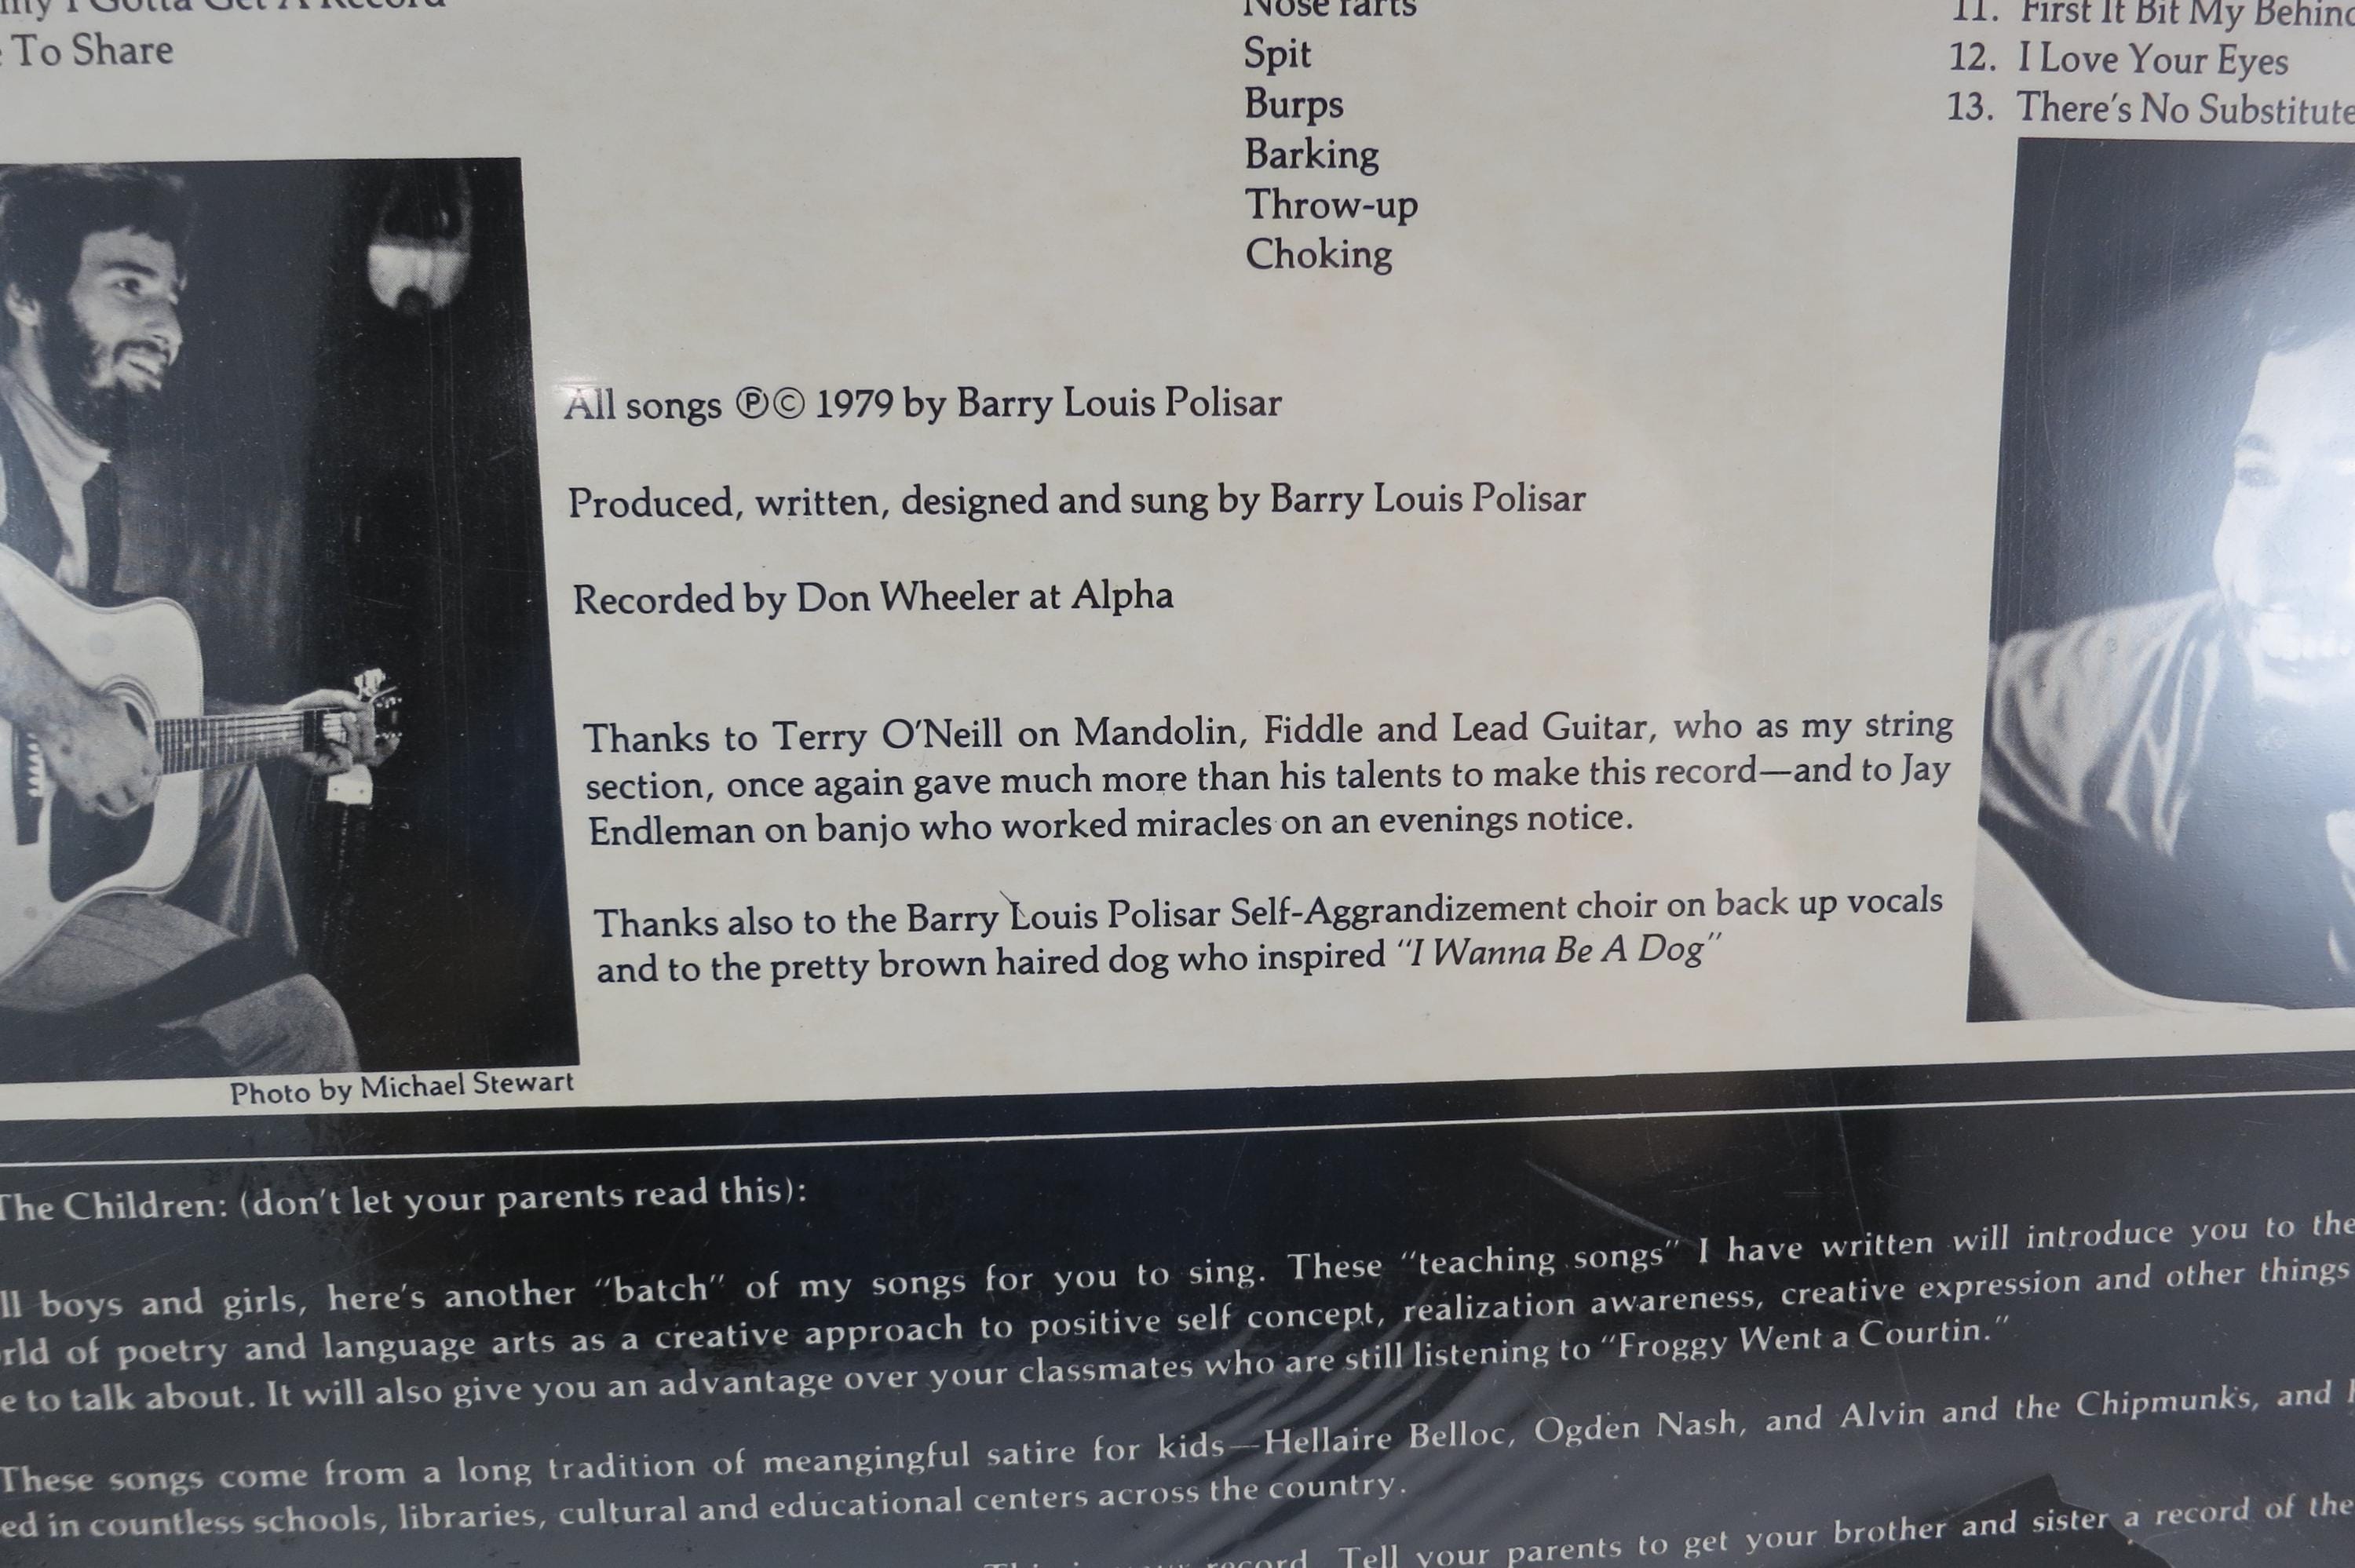 I Gotta Get A Record
To Share
Nose farts
Spit
Burps
Barking
Throw-up
Choking
11. First It Bit My Behind
12. I Love Your Eyes
13. There's No Substitute
All songs ℗© 1979 by Barry Louis Polisar
Produced, written, designed and sung by Barry Louis Polisar
Recorded by Don Wheeler at Alpha
Thanks to Terry O'Neill on Mandolin, Fiddle and Lead Guitar, who as my string
section, once again gave much more than his talents to make this record—and to Jay
Endleman on banjo who worked miracles on an evenings notice.
Thanks also to the Barry Louis Polisar Self-Aggrandizement choir on back up vocals
and to the pretty brown haired dog who inspired "I Wanna Be A Dog"
Photo by Michael Stewart
The Children: (don't let your parents read this):
ll boys and girls, here's another "batch" of my songs for you to sing. These "teaching songs" I have written will introduce you to the
rld of poetry and language arts as a creative approach to positive self concept, realization awareness, creative expression and other things
e to talk about. It will also give you an advantage over your classmates who are still listening to "Froggy Went a Courtin."
These songs come from a long tradition of meangingful satire for kids—Hellaire Belloc, Ogden Nash, and Alvin and the Chipmunks, and
ed in countless schools, libraries, cultural and educational centers across the country.
record. Tell your parents to get your brother and sister a record of the